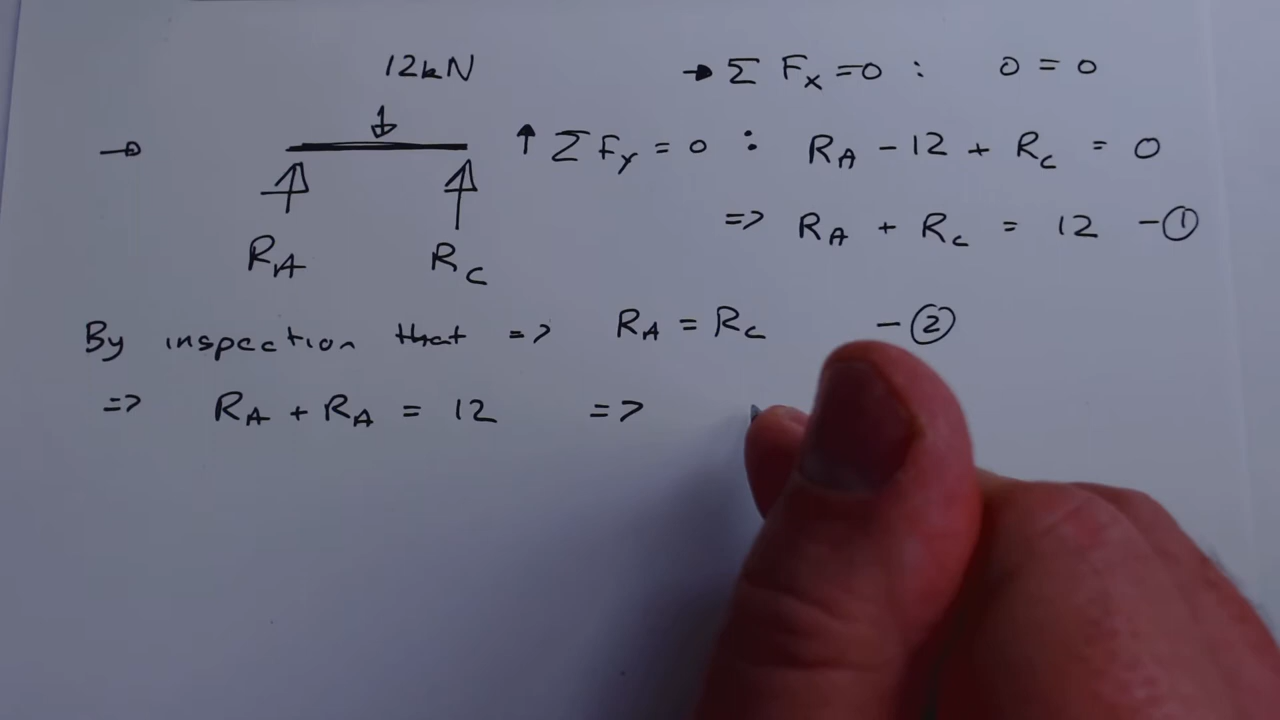 12kN
→ Σ Fx = 0 : 0 = 0
↑ Σ Fy = 0 : RA - 12 + Rc = 0
=> RA + Rc = 12 - ①
RA Rc
By inspection that => RA = Rc - ②
=> RA + RA = 12 =>